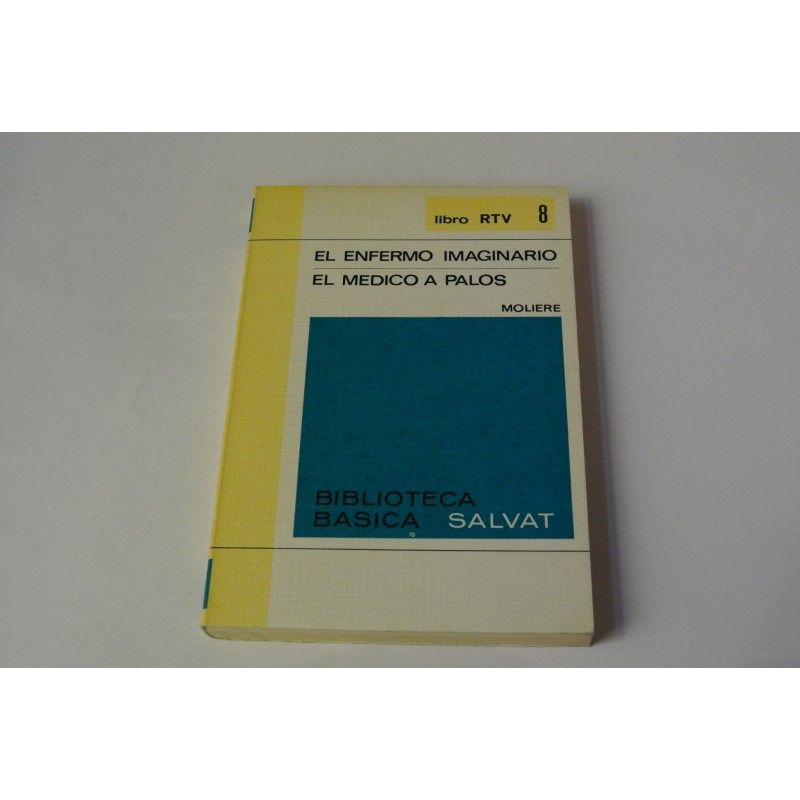 libro RTV 8
EL ENFERMO IMAGINARIO
EL MEDICO A PALOS
MOLIERE
BIBLIOTECA
BASICA SALVAT